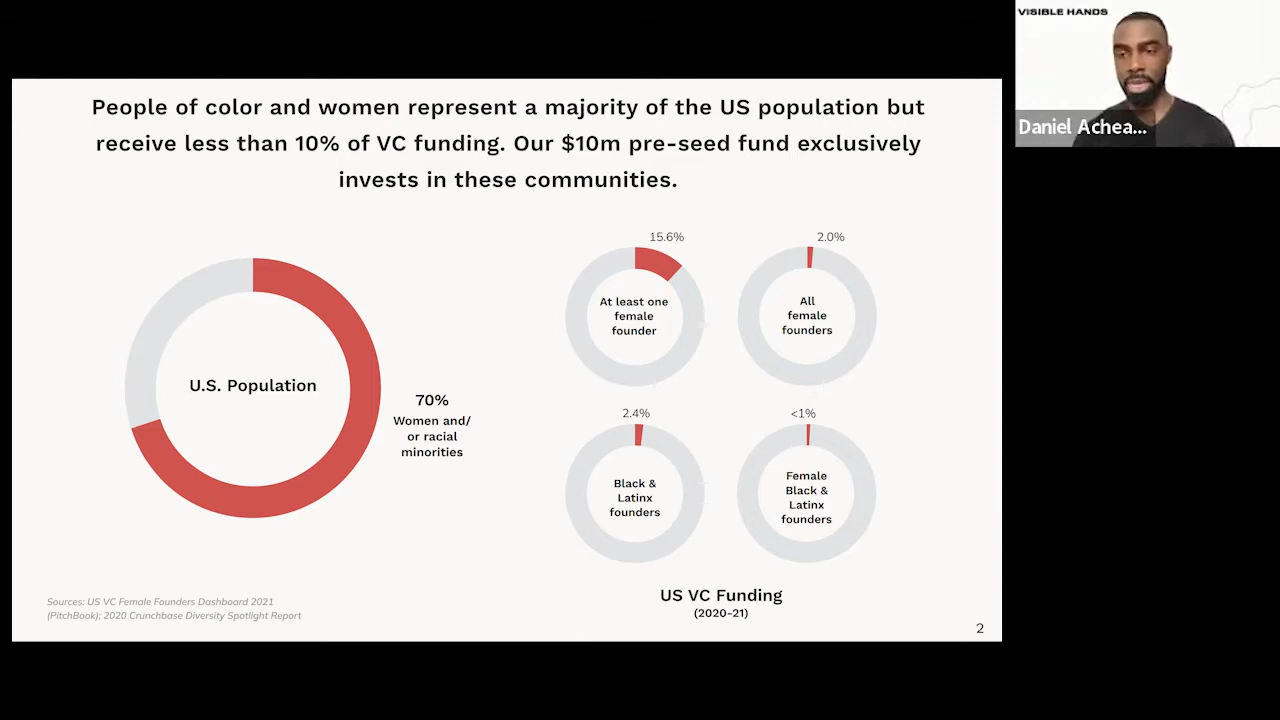 VISIBLE HANDS
Daniel Achea...
People of color and women represent a majority of the US population but
receive less than 10% of VC funding. Our $10m pre-seed fund exclusively
invests in these communities.
U.S. Population
70%
Women and/
or racial
minorities
15.6%
At least one
female
founder
2.0%
All
female
founders
2.4%
Black &
Latinx
founders
<1%
Female
Black &
Latinx
founders
US VC Funding
(2020-21)
Sources: US VC Female Founders Dashboard 2021
(PitchBook); 2020 Crunchbase Diversity Spotlight Report
2